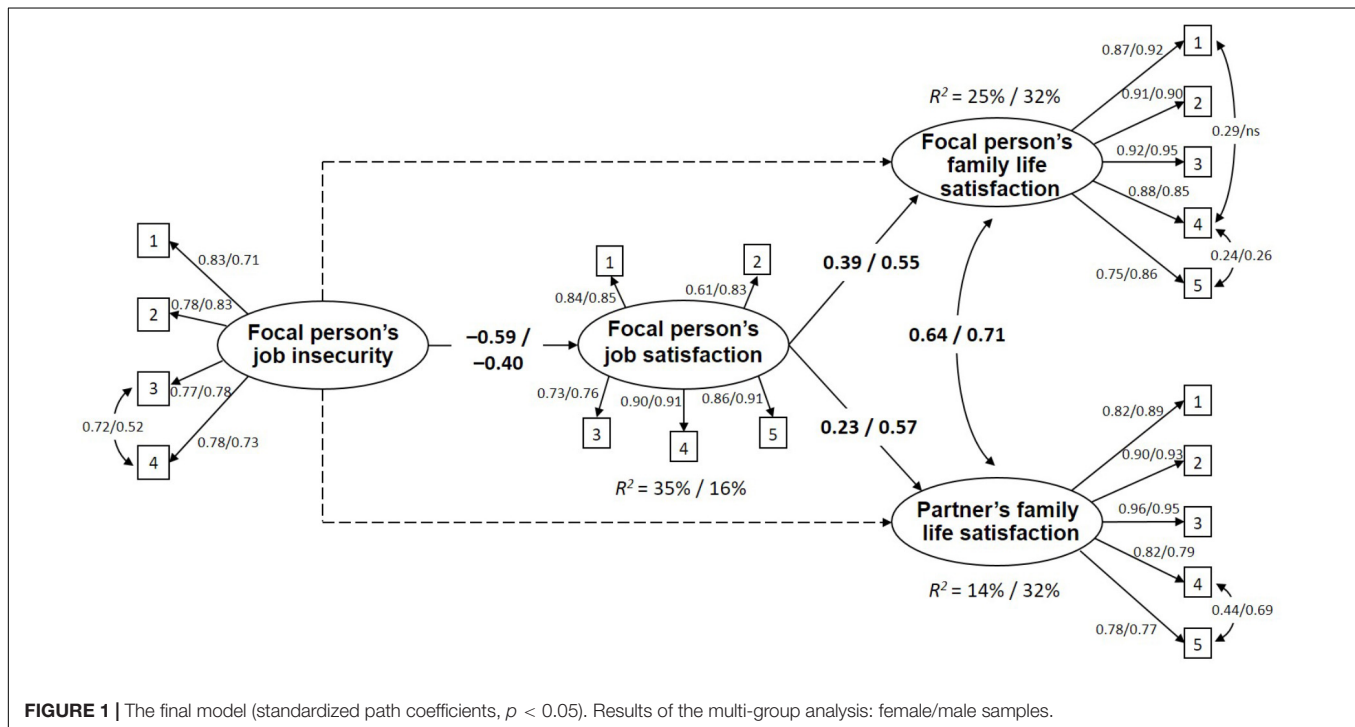 R² = 25% / 32%
Focal person's
family life
satisfaction
0.87/0.92
0.91/0.90
0.92/0.95
0.88/0.85
0.75/0.86
1
2
3
4
5
0.29/ns
0.24/0.26
1
2
3
4
0.83/0.71
0.78/0.83
0.77/0.78
0.78/0.73
0.72/0.52
Focal person's
job insecurity
−0.59 /
−0.40
1
2
0.84/0.85
0.61/0.83
Focal person's
job satisfaction
0.73/0.76
0.90/0.91
0.86/0.91
3
4
5
R² = 35% / 16%
0.39 / 0.55
0.23 / 0.57
0.64 / 0.71
Partner's family
life satisfaction
R² = 14% / 32%
0.82/0.89
0.90/0.93
0.96/0.95
0.82/0.79
0.78/0.77
1
2
3
4
5
0.44/0.69
FIGURE 1 | The final model (standardized path coefficients, p < 0.05). Results of the multi-group analysis: female/male samples.